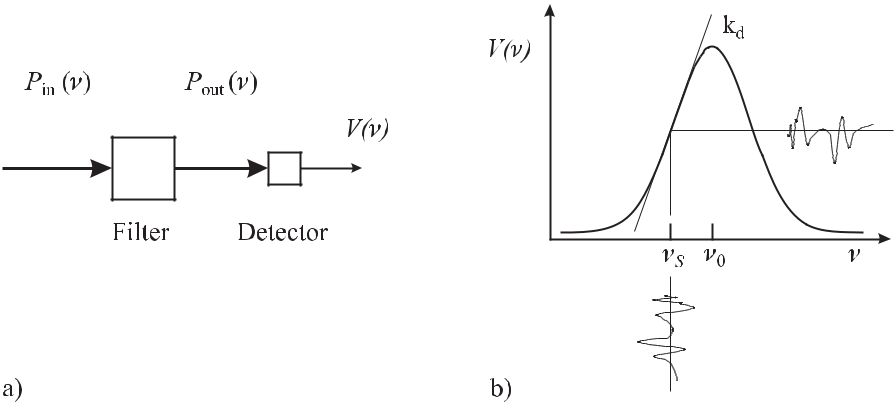 P_in (ν) P_out (ν)
V(ν)
Filter Detector
a)
k_d
V(ν)
ν_S ν_0 ν
b)